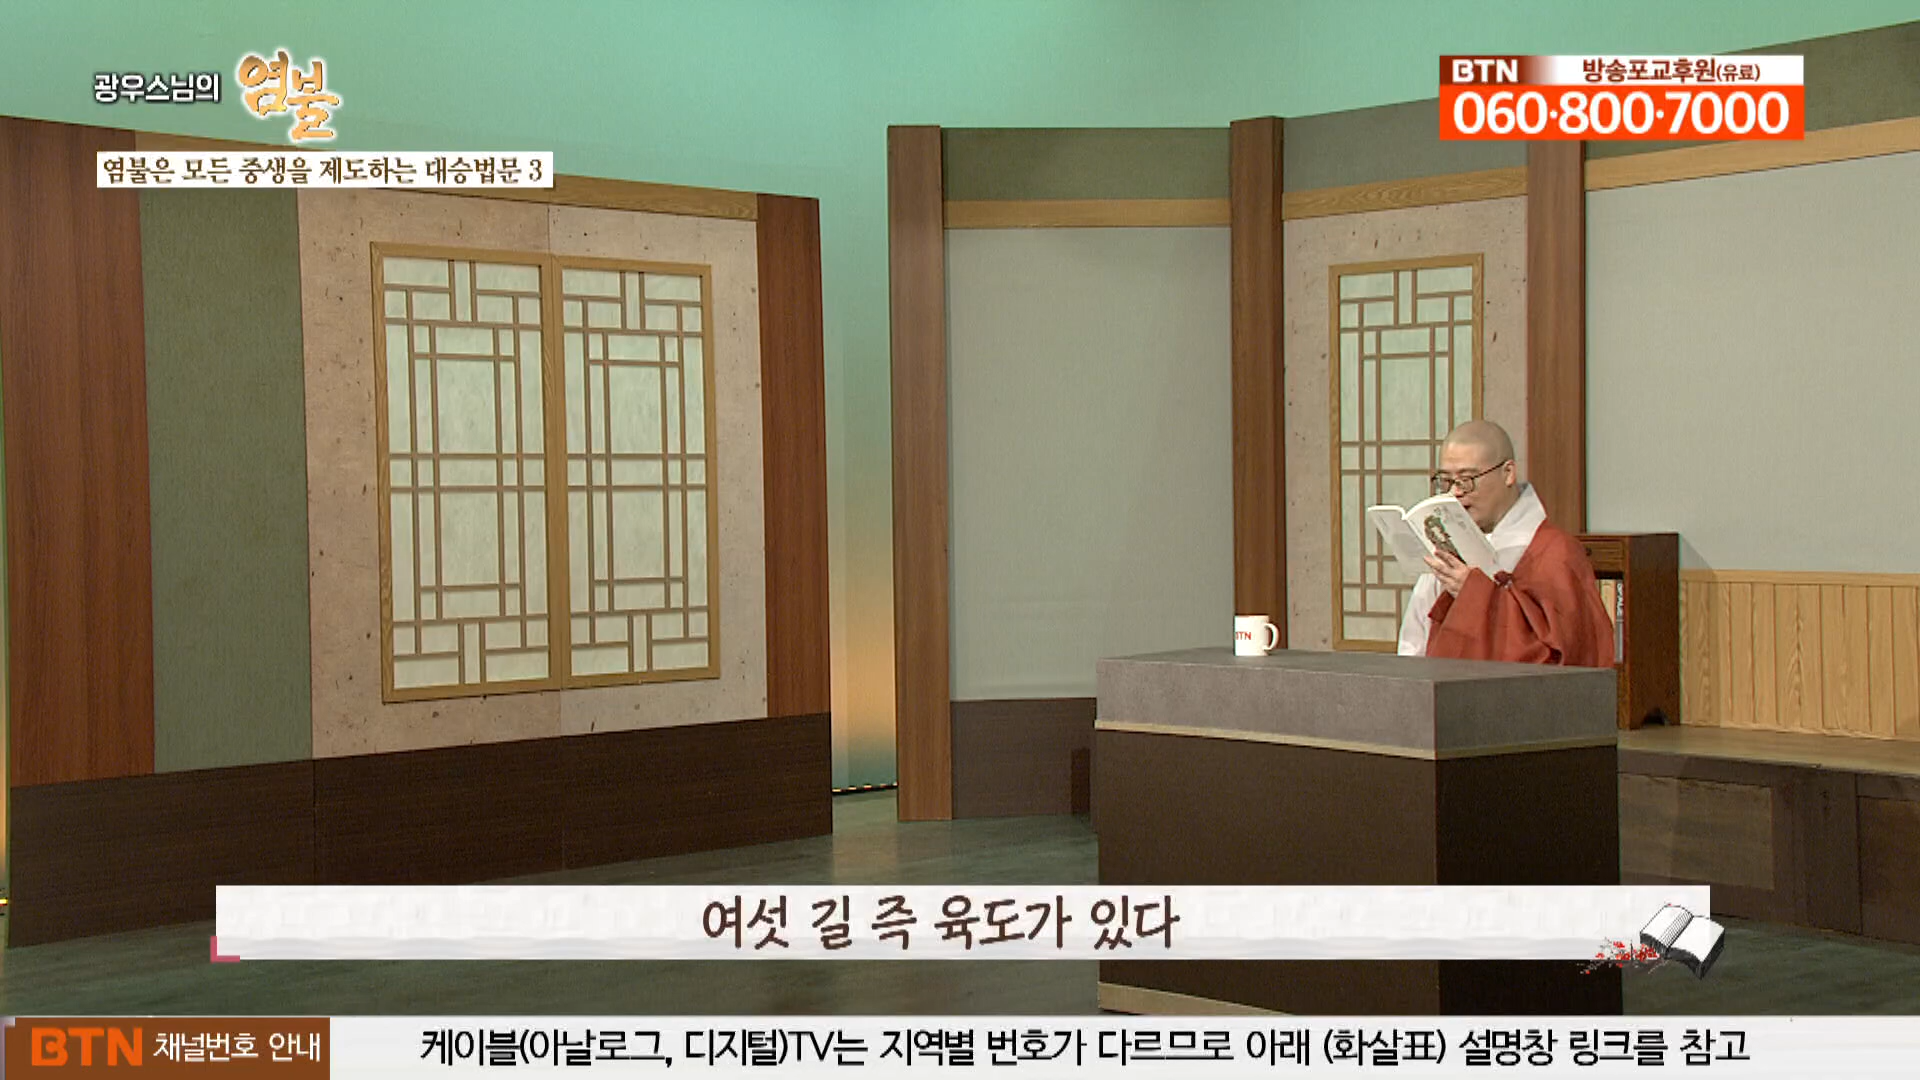 광우스님의 염불
염불은 모든 중생을 제도하는 대승법문 3
BTN 방송포교후원(유료)
060·800·7000
BTN
여섯 길 즉 육도가 있다
BTN 채널번호 안내 케이블(아날로그, 디지털)TV는 지역별 번호가 다르므로 아래 (화살표) 설명창 링크를 참고